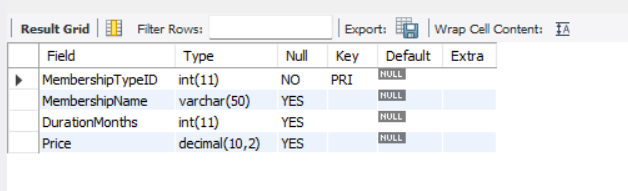 Result Grid Filter Rows: Export: Wrap Cell Content: IA
Field Type Null Key Default Extra
MembershipTypeID int(11) NO PRI NULL
MembershipName varchar(50) YES NULL
DurationMonths int(11) YES NULL
Price decimal(10,2) YES NULL